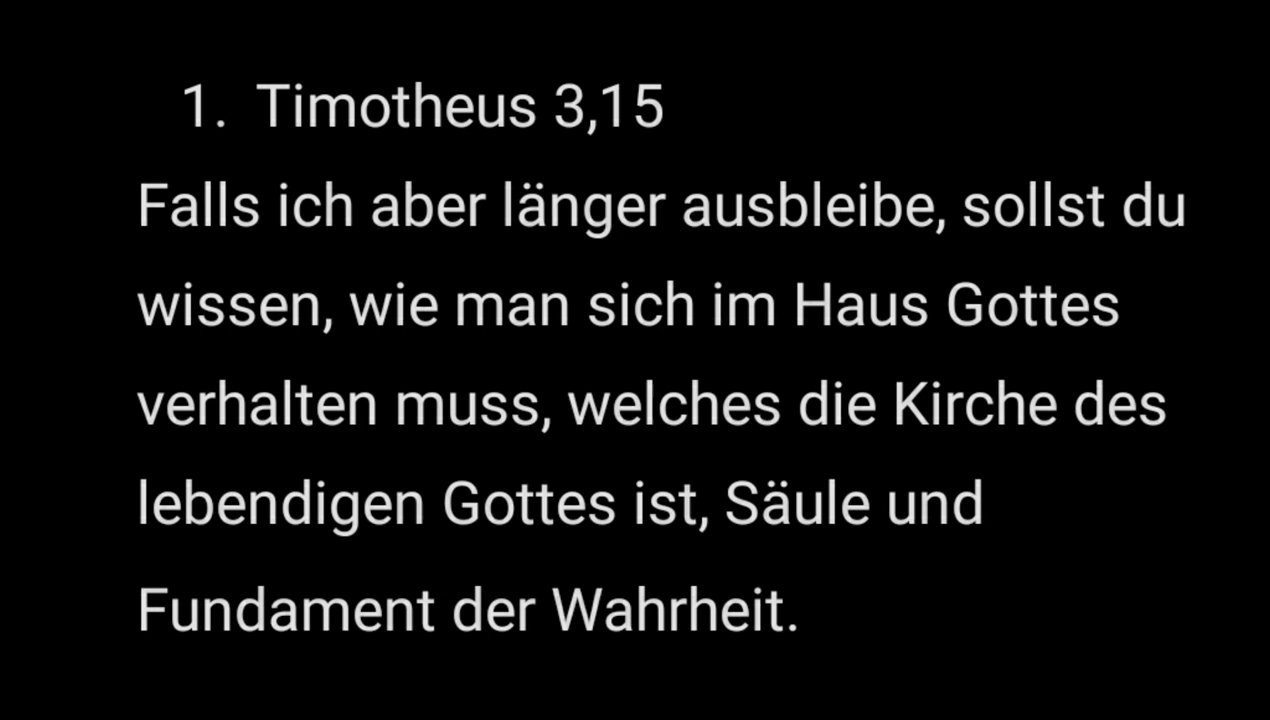 1. Timotheus 3,15
Falls ich aber länger ausbleibe, sollst du
wissen, wie man sich im Haus Gottes
verhalten muss, welches die Kirche des
lebendigen Gottes ist, Säule und
Fundament der Wahrheit.